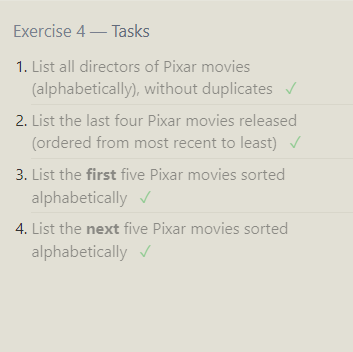 Exercise 4 — Tasks
1. List all directors of Pixar movies
(alphabetically), without duplicates ✓
2. List the last four Pixar movies released
(ordered from most recent to least) ✓
3. List the first five Pixar movies sorted
alphabetically ✓
4. List the next five Pixar movies sorted
alphabetically ✓